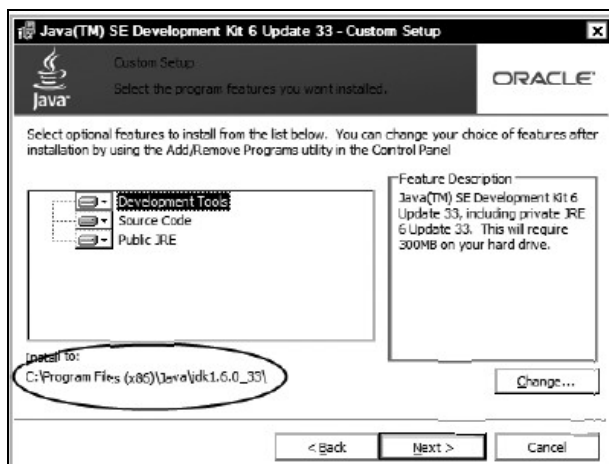 Java(TM) SE Development Kit 6 Update 33 - Custom Setup
Java
Custom Setup
Select the program features you want installed.
ORACLE
Select optional features to install from the list below. You can change your choice of features after
installation by using the Add/Remove Programs utility in the Control Panel
Development Tools
Source Code
Public JRE
Feature Description
Java(TM) SE Development Kit 6
Update 33, including private JRE
6 Update 33. This will require
300MB on your hard drive.
Install to:
C:\Program Files (x86)\Java\jdk1.6.0_33\
Change...
< Back
Next >
Cancel